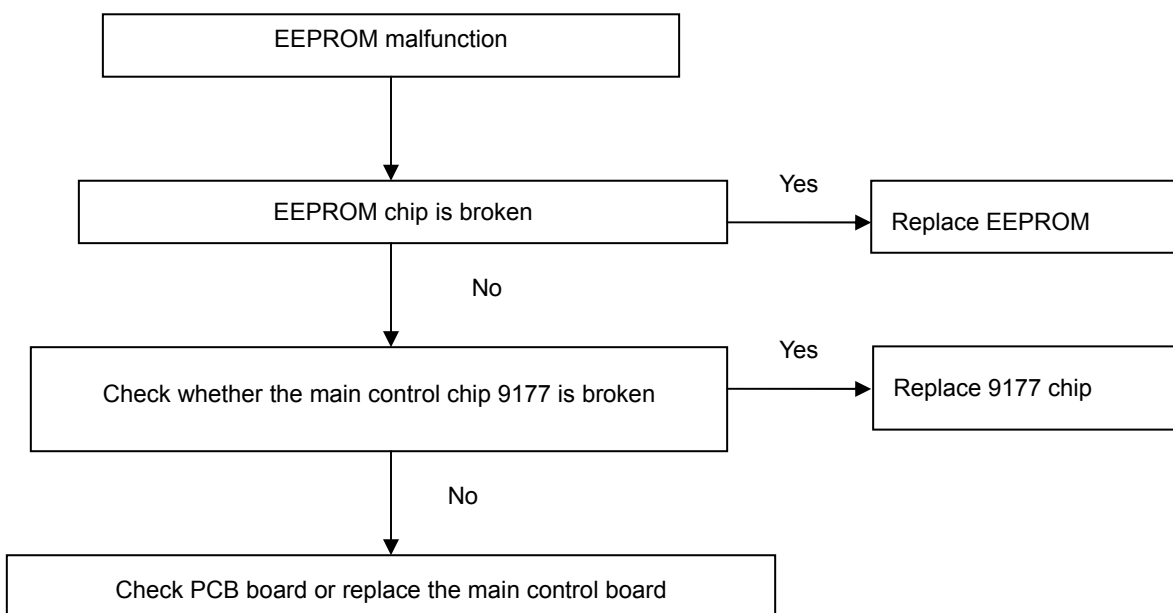 EEPROM malfunction
EEPROM chip is broken
Yes
Replace EEPROM
No
Check whether the main control chip 9177 is broken
Yes
Replace 9177 chip
No
Check PCB board or replace the main control board